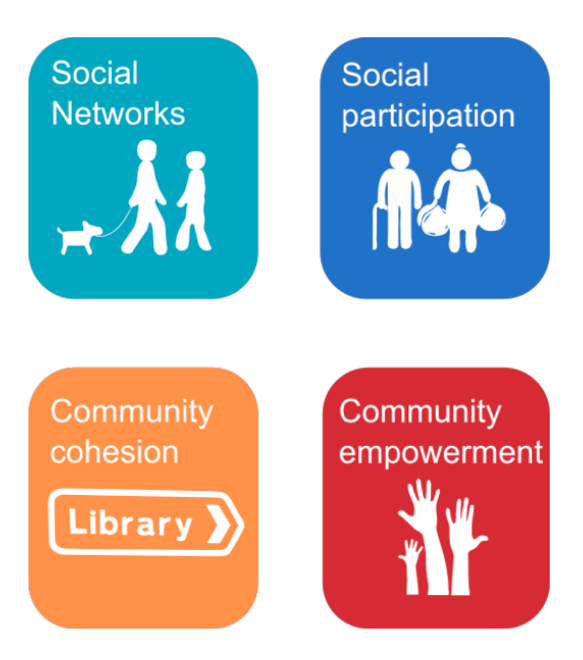 Social
Networks
Social
participation
Community
cohesion
Library
Community
empowerment